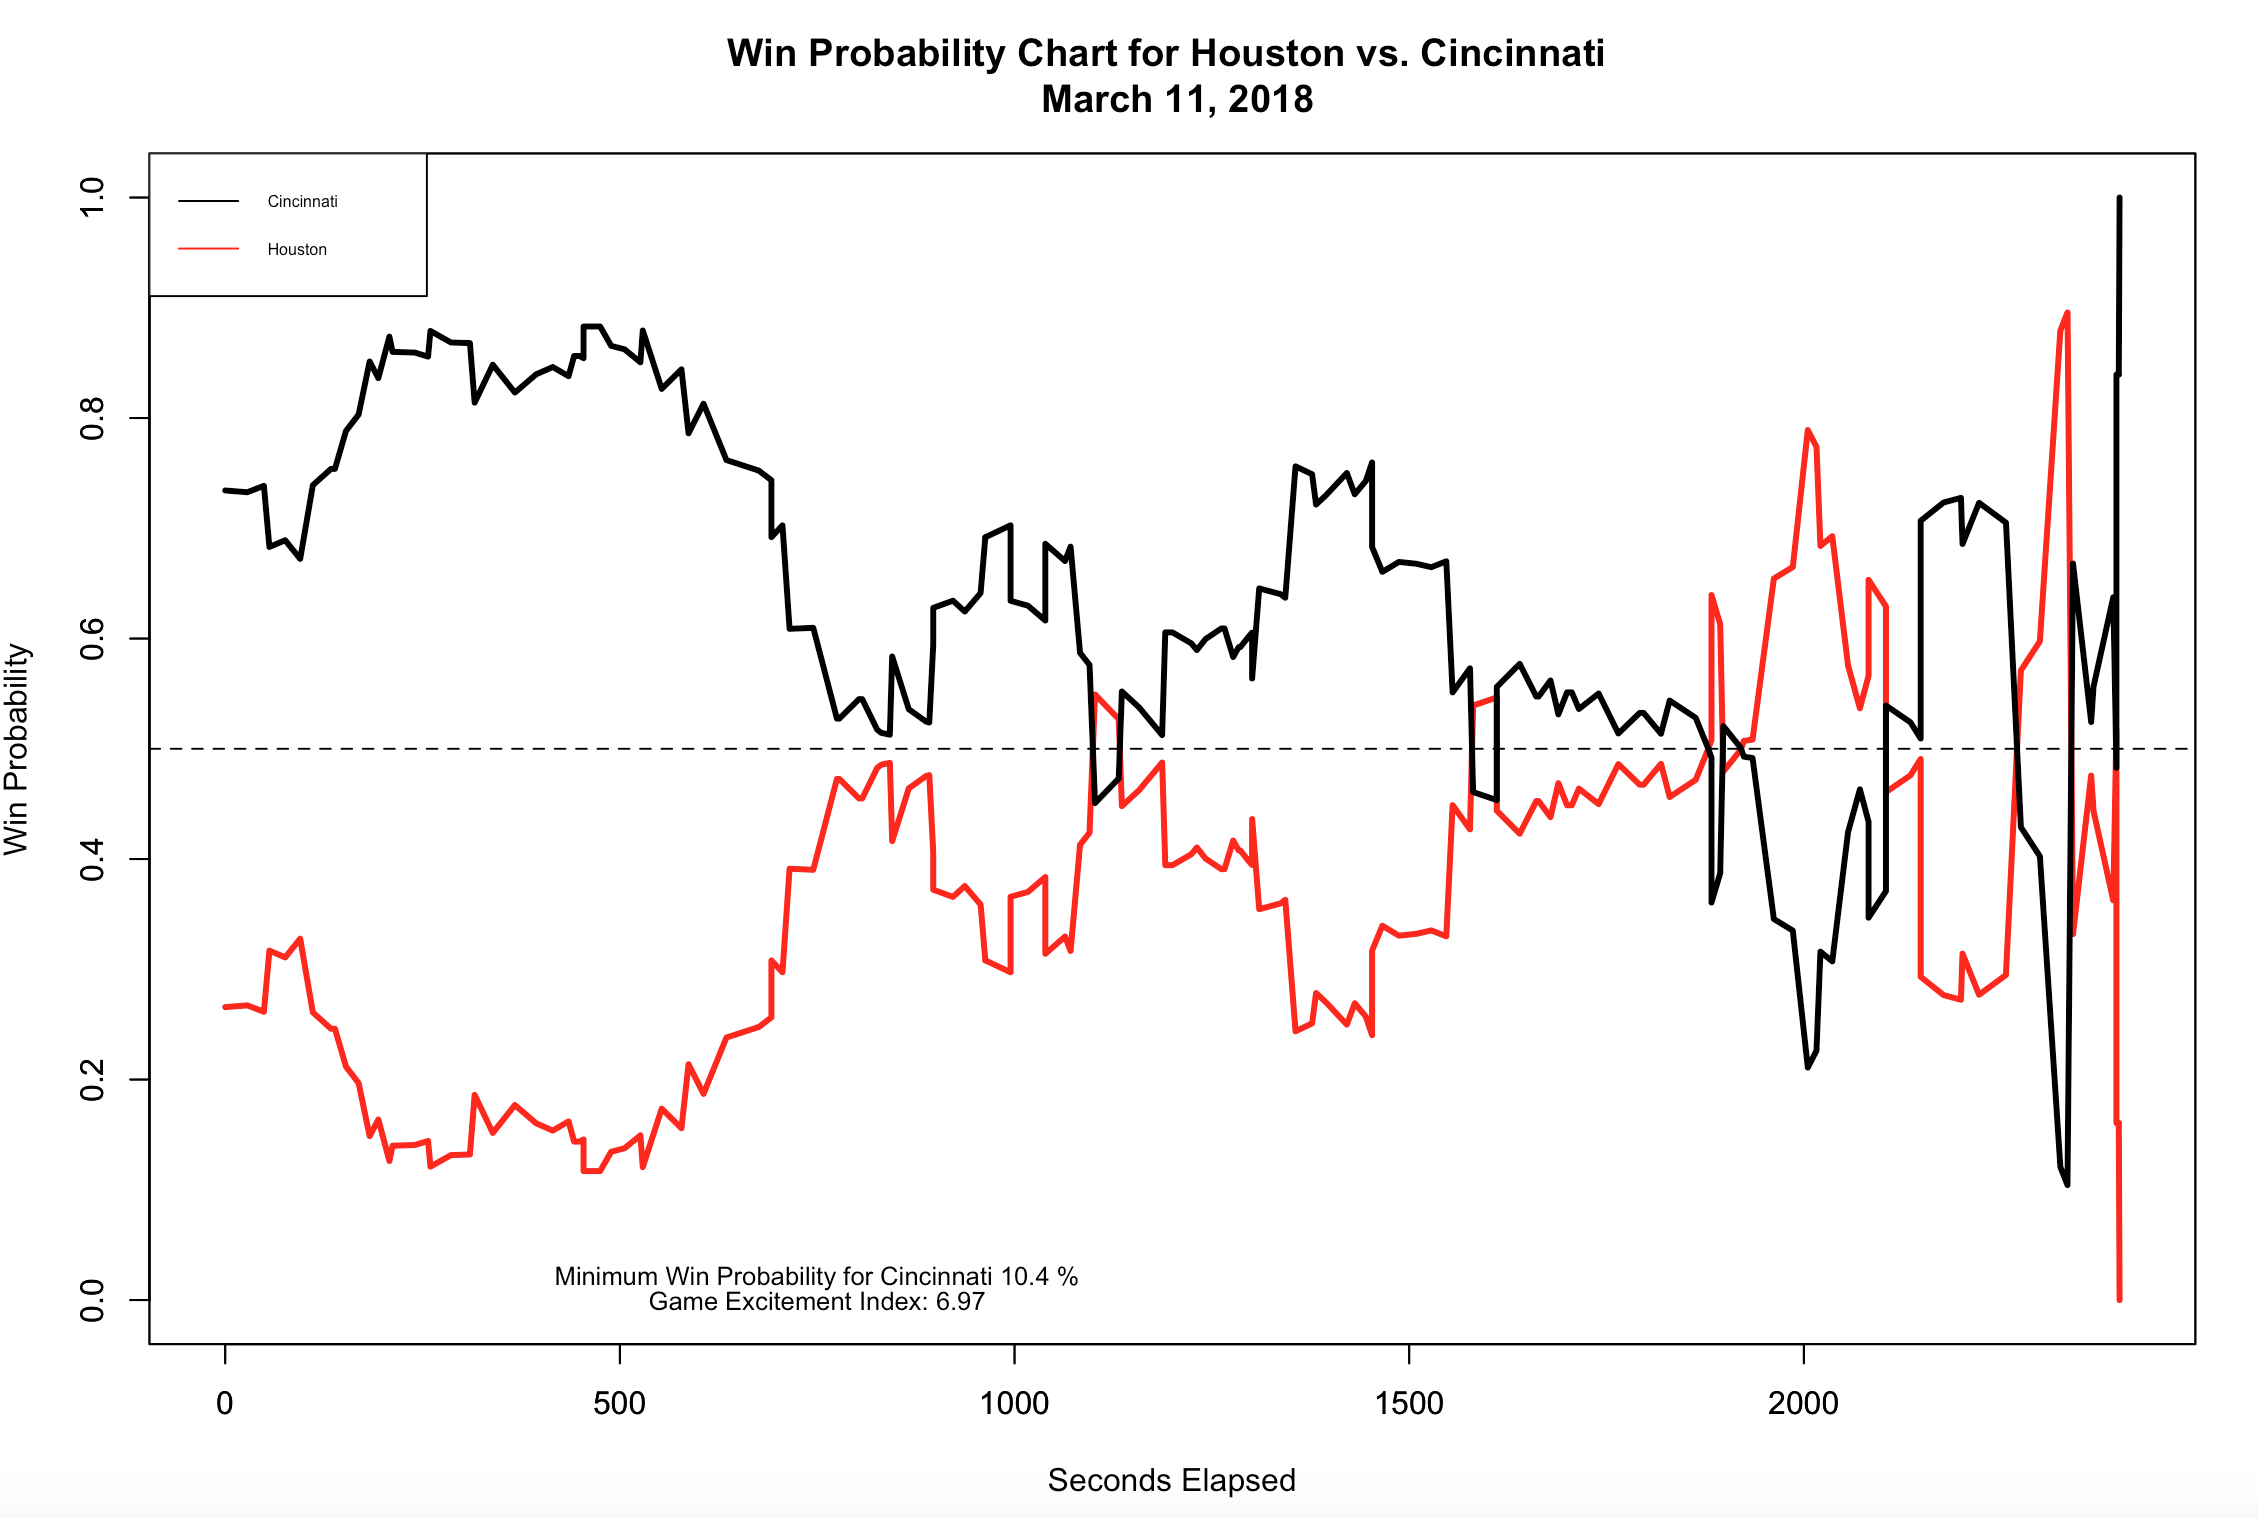 Win Probability Chart for Houston vs. Cincinnati
March 11, 2018
Cincinnati
Houston
1.0
0.8
0.6
0.4
0.2
0.0
Win Probability
Minimum Win Probability for Cincinnati 10.4 %
Game Excitement Index: 6.97
0 500 1000 1500 2000
Seconds Elapsed